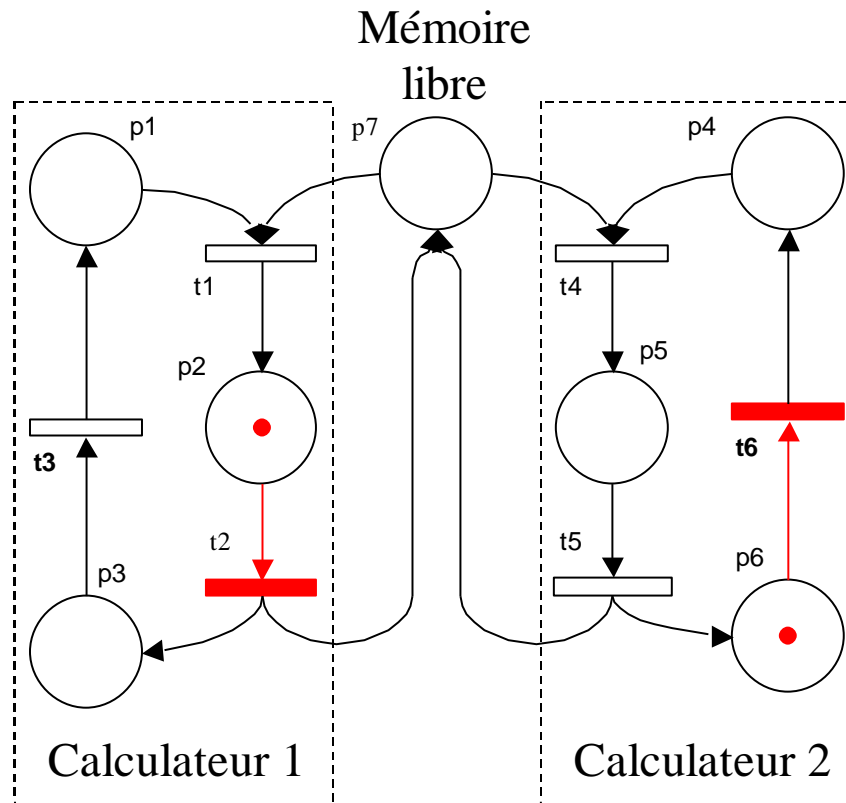 Mémoire
libre
p1
p7
p4
t1
t4
p2
p5
t3
t6
t2
t5
p3
p6
Calculateur 1
Calculateur 2